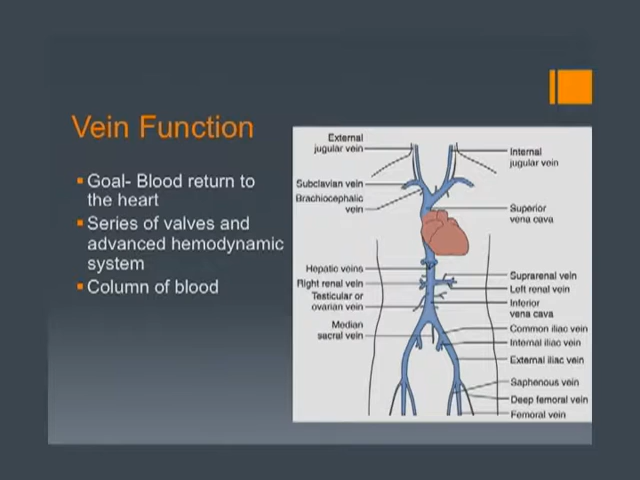 Vein Function
Goal- Blood return to
the heart
Series of valves and
advanced hemodynamic
system
Column of blood
External
jugular vein
Subclavian vein
Brachiocephalic
vein
Hepatic veins
Right renal vein
Testicular or
ovarian vein
Median
sacral vein
Internal
jugular vein
Superior
vena cava
Suprarenal vein
Left renal vein
Inferior
vena cava
Common iliac vein
Internal iliac vein
External iliac vein
Saphenous vein
Deep femoral vein
Femoral vein